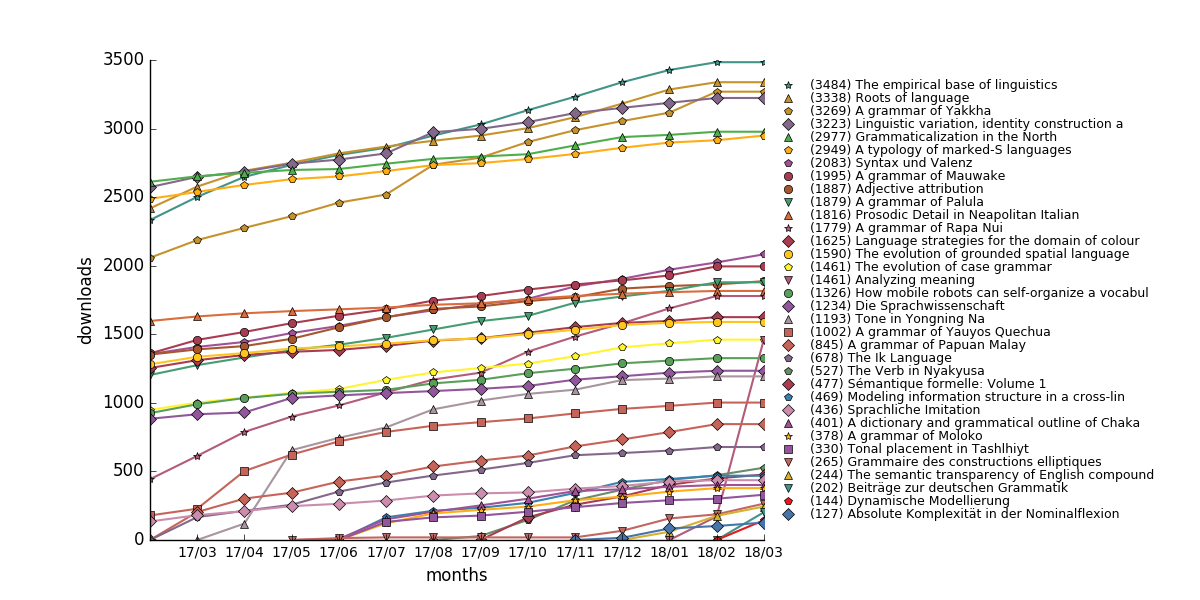 3500
3000
2500
2000
1500
1000
500
0
downloads
17/03 17/04 17/05 17/06 17/07 17/08 17/09 17/10 17/11 17/12 18/01 18/02 18/03
months
(3484) The empirical base of linguistics
(3338) Roots of language
(3269) A grammar of Yakkha
(3223) Linguistic variation, identity construction a
(2977) Grammaticalization in the North
(2949) A typology of marked-S languages
(2083) Syntax und Valenz
(1995) A grammar of Mauwake
(1887) Adjective attribution
(1879) A grammar of Palula
(1816) Prosodic Detail in Neapolitan Italian
(1779) A grammar of Rapa Nui
(1625) Language strategies for the domain of colour
(1590) The evolution of grounded spatial language
(1461) The evolution of case grammar
(1461) Analyzing meaning
(1326) How mobile robots can self-organize a vocabul
(1234) Die Sprachwissenschaft
(1193) Tone in Yongning Na
(1002) A grammar of Yauyos Quechua
(845) A grammar of Papuan Malay
(678) The Ik Language
(527) The Verb in Nyakyusa
(477) Sémantique formelle: Volume 1
(469) Modeling information structure in a cross-lin
(436) Sprachliche Imitation
(401) A dictionary and grammatical outline of Chaka
(378) A grammar of Moloko
(330) Tonal placement in Tashlhiyt
(265) Grammaire des constructions elliptiques
(244) The semantic transparency of English compound
(202) Beiträge zur deutschen Grammatik
(144) Dynamische Modellierung
(127) Absolute Komplexität in der Nominalflexion